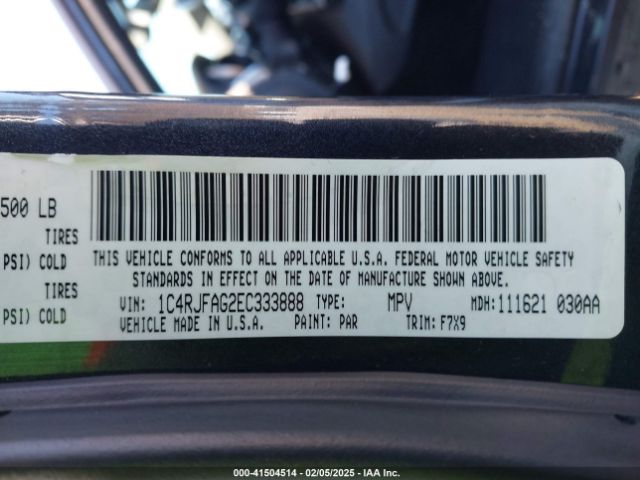 500 LB
TIRES
PSI) COLD
TIRES
PSI) COLD
THIS VEHICLE CONFORMS TO ALL APPLICABLE U.S.A. FEDERAL MOTOR VEHICLE SAFETY
STANDARDS IN EFFECT ON THE DATE OF MANUFACTURE SHOWN ABOVE.
VIN: 1C4RJFAG2EC333888 TYPE: MPV MDH:111621 030AA
VEHICLE MADE IN U.S.A. PAINT: PAR TRIM: F7X9
000-41504514 - 02/05/2025 - IAA Inc.